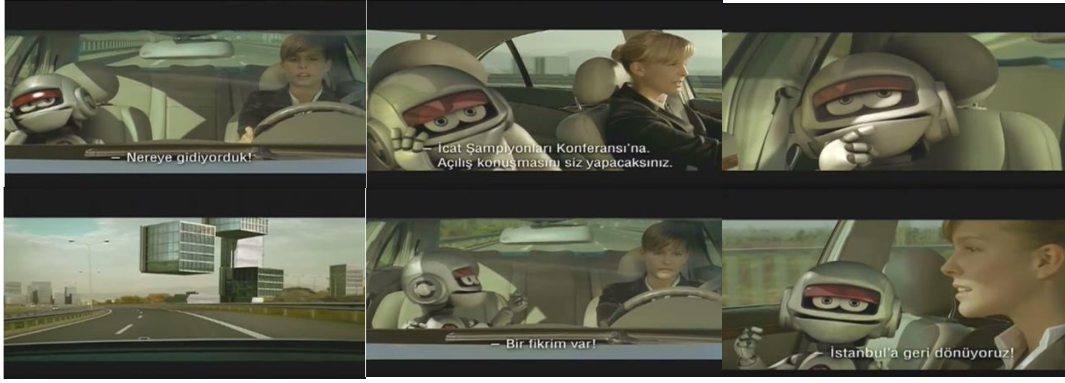 – Nereye gidiyorduk!
– İcat Şampiyonları Konferansı'na.
Açılış konuşmasını siz yapacaksınız.
– Bir fikrim var!
– İstanbul'a geri dönüyoruz!